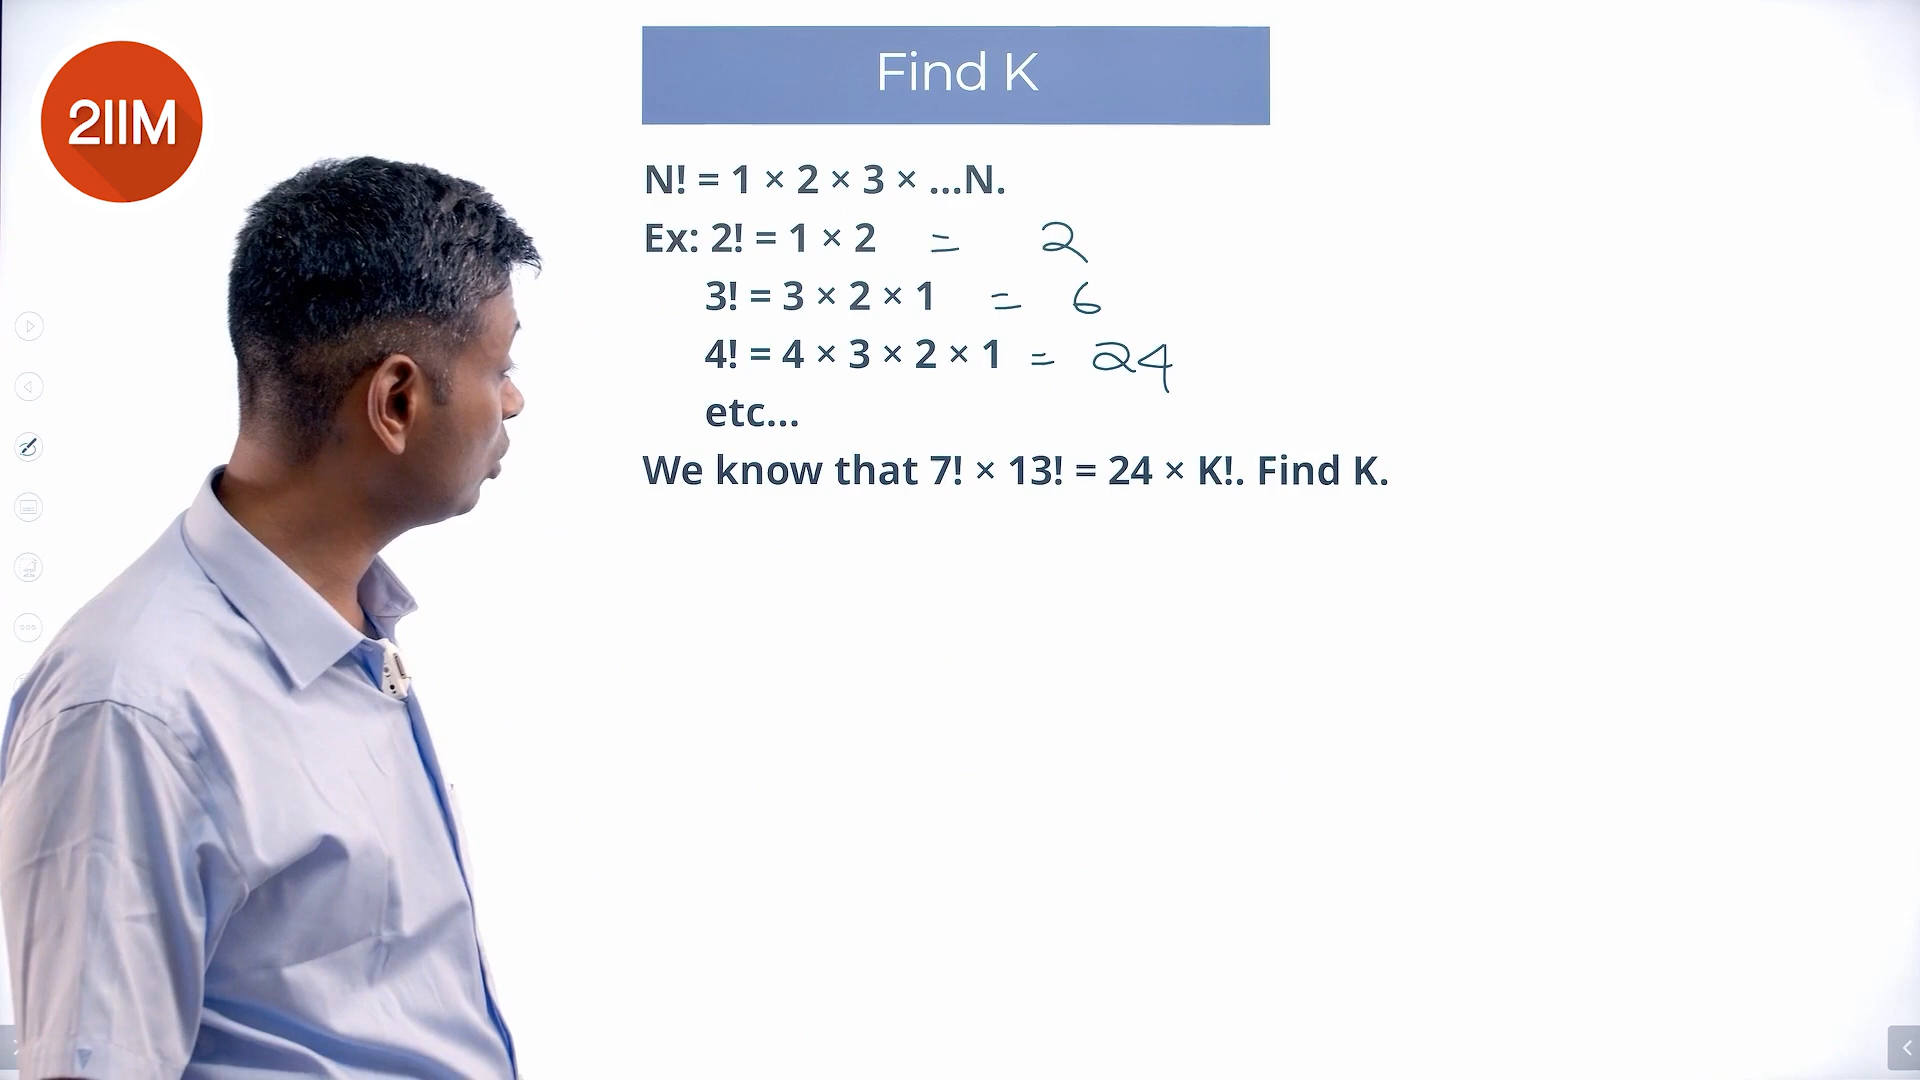 2IIM
Find K
N! = 1 × 2 × 3 × ...N.
Ex: 2! = 1 × 2 = 2
3! = 3 × 2 × 1 = 6
4! = 4 × 3 × 2 × 1 = 24
etc...
We know that 7! × 13! = 24 × K!. Find K.